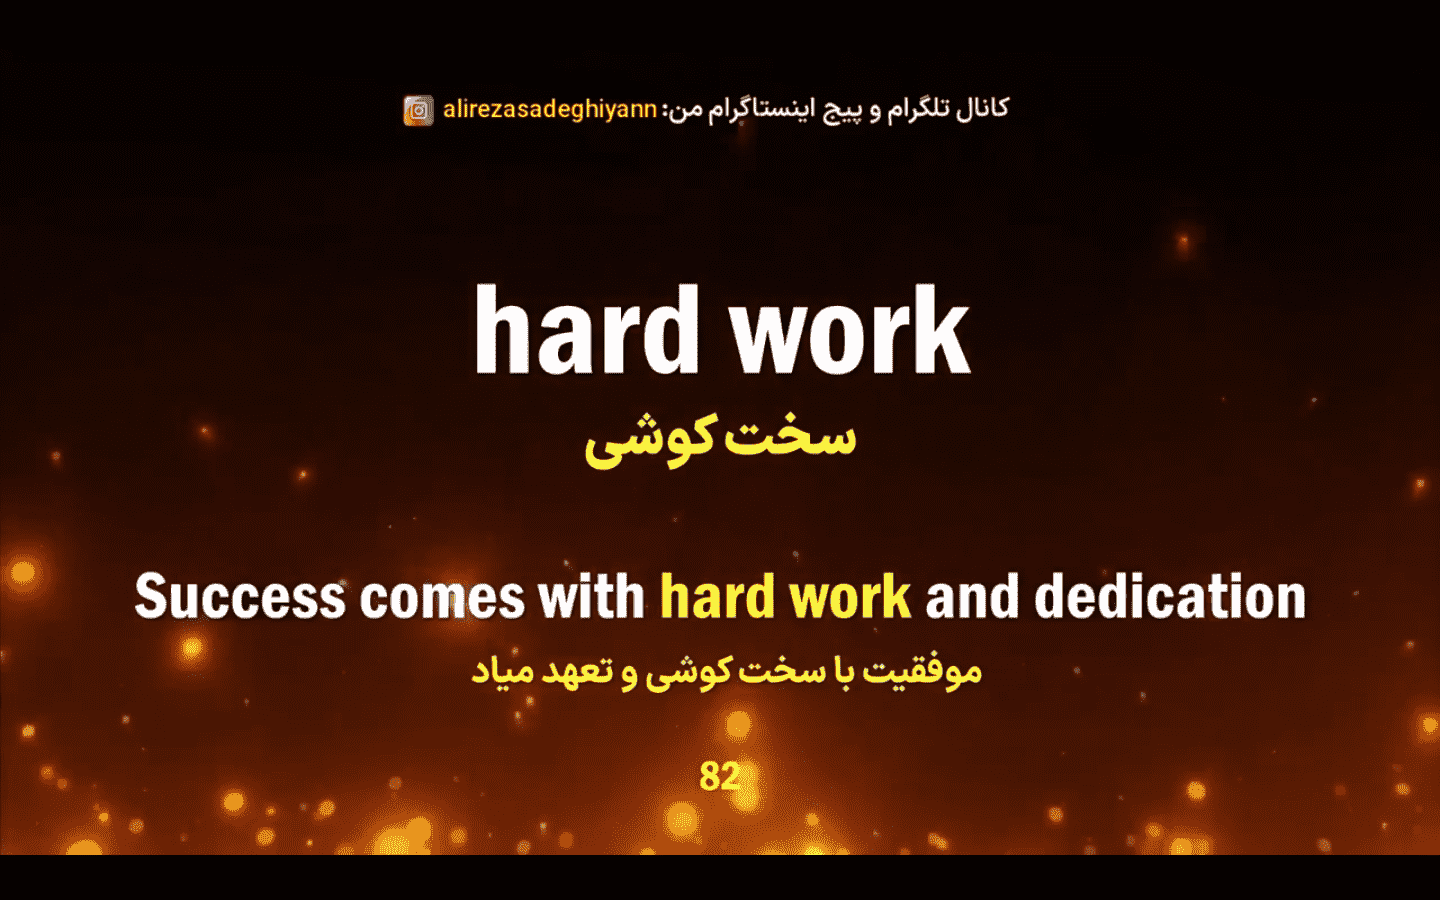 کانال تلگرام و پیج اینستاگرام من: alirezasadeghiyann
hard work
سخت کوشی
Success comes with hard work and dedication
موفقیت با سخت کوشی و تعهد میاد
82